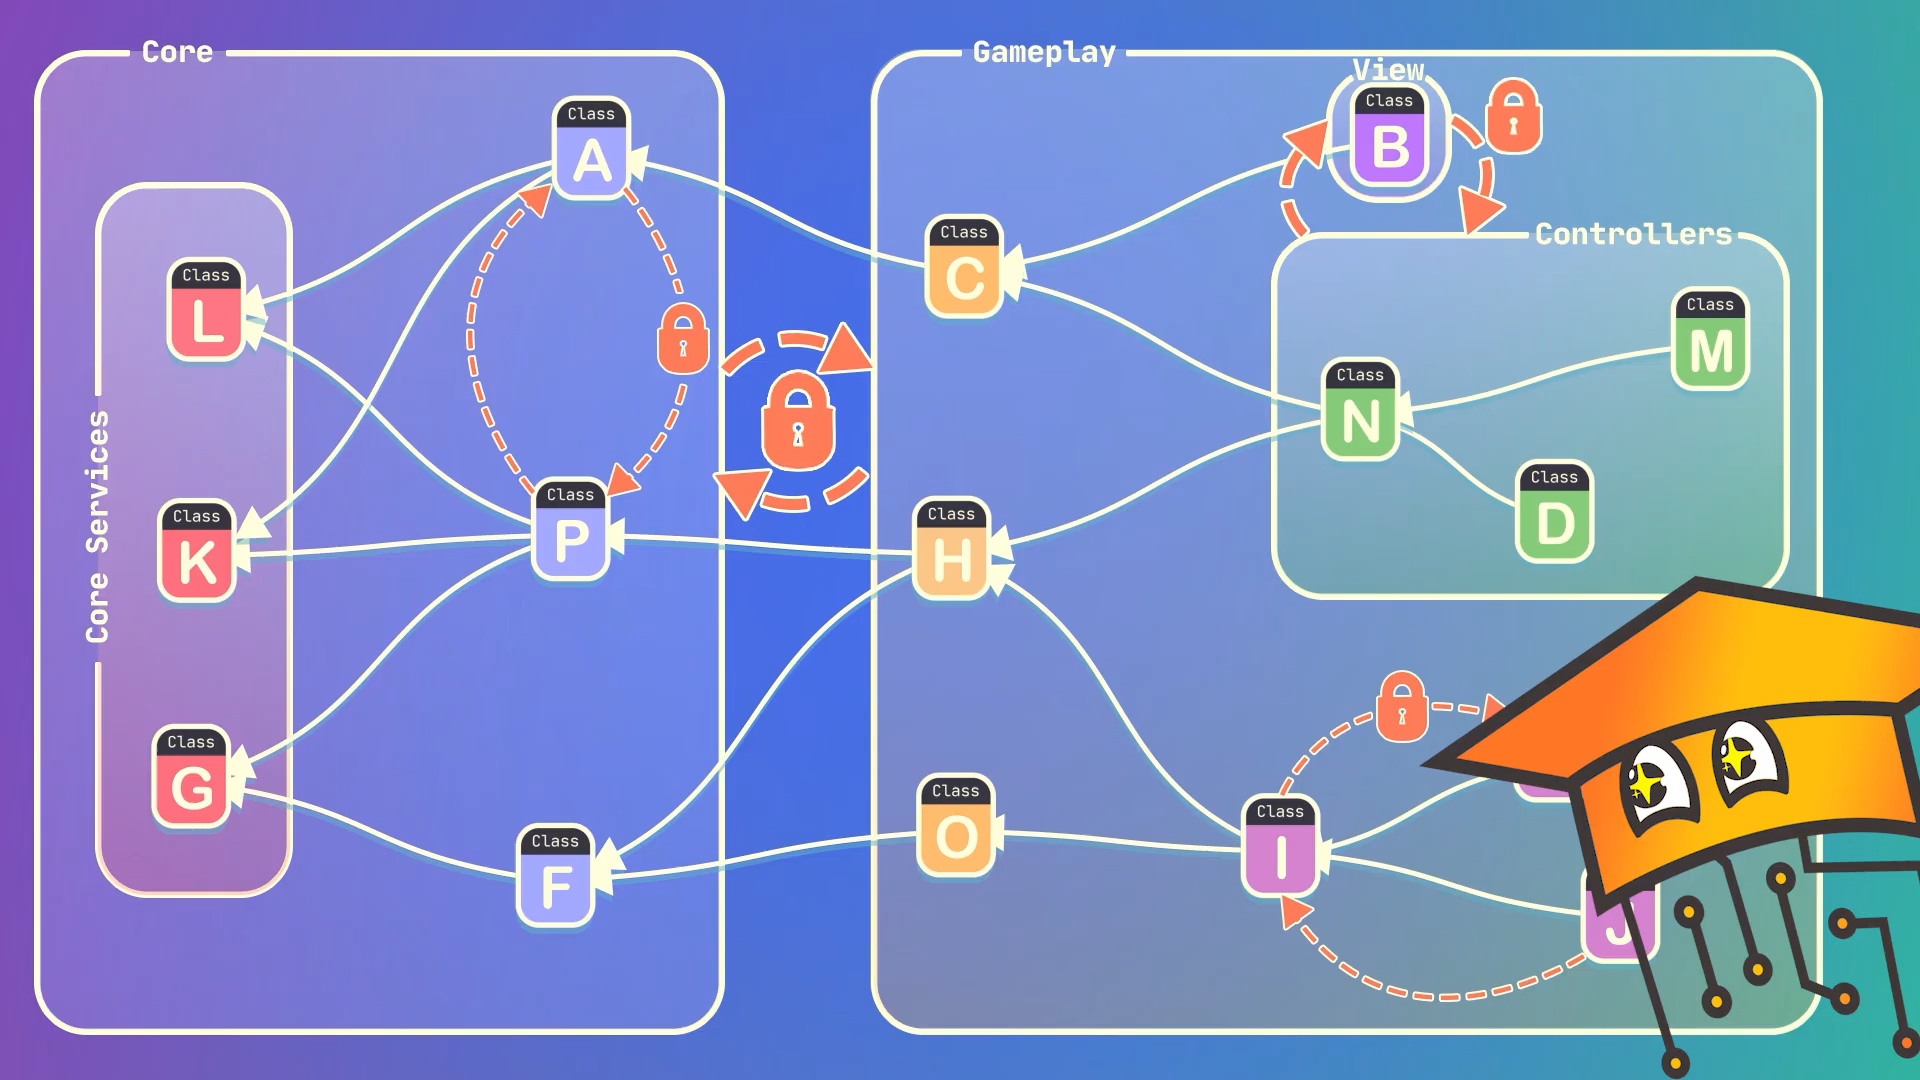 Core
Gameplay
View
Class
B
Class
A
Class
C
Controllers
Class
L
Class
M
Class
N
Core Services
Class
K
Class
P
Class
H
Class
D
Class
G
Class
F
Class
O
Class
I
J